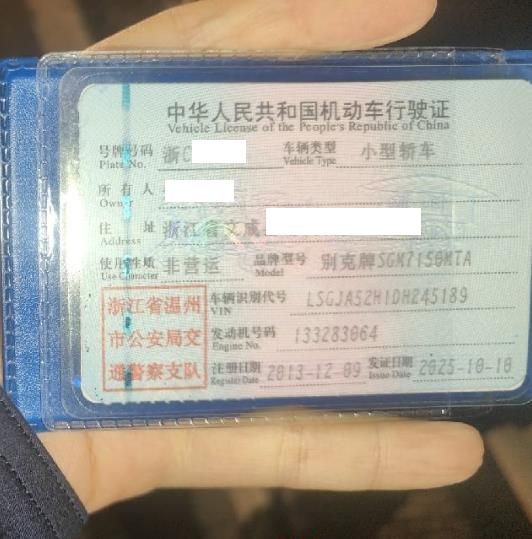 中华人民共和国机动车行驶证
Vehicle License of the People's Republic of China
号牌号码 浙C 车辆类型 小型轿车
Plate No. Vehicle Type
所有人
Owner
住址 浙江省文成
Address
使用性质 非营运 品牌型号 别克牌SGM7150MTA
Use Character Model
浙江省温州
市公安局交
通警察支队
车辆识别代号 LSGJA52H1DH245189
VIN
发动机号码 133283064
Engine No.
注册日期 2013-12-09 发证日期 2025-10-10
Register Date Issue Date